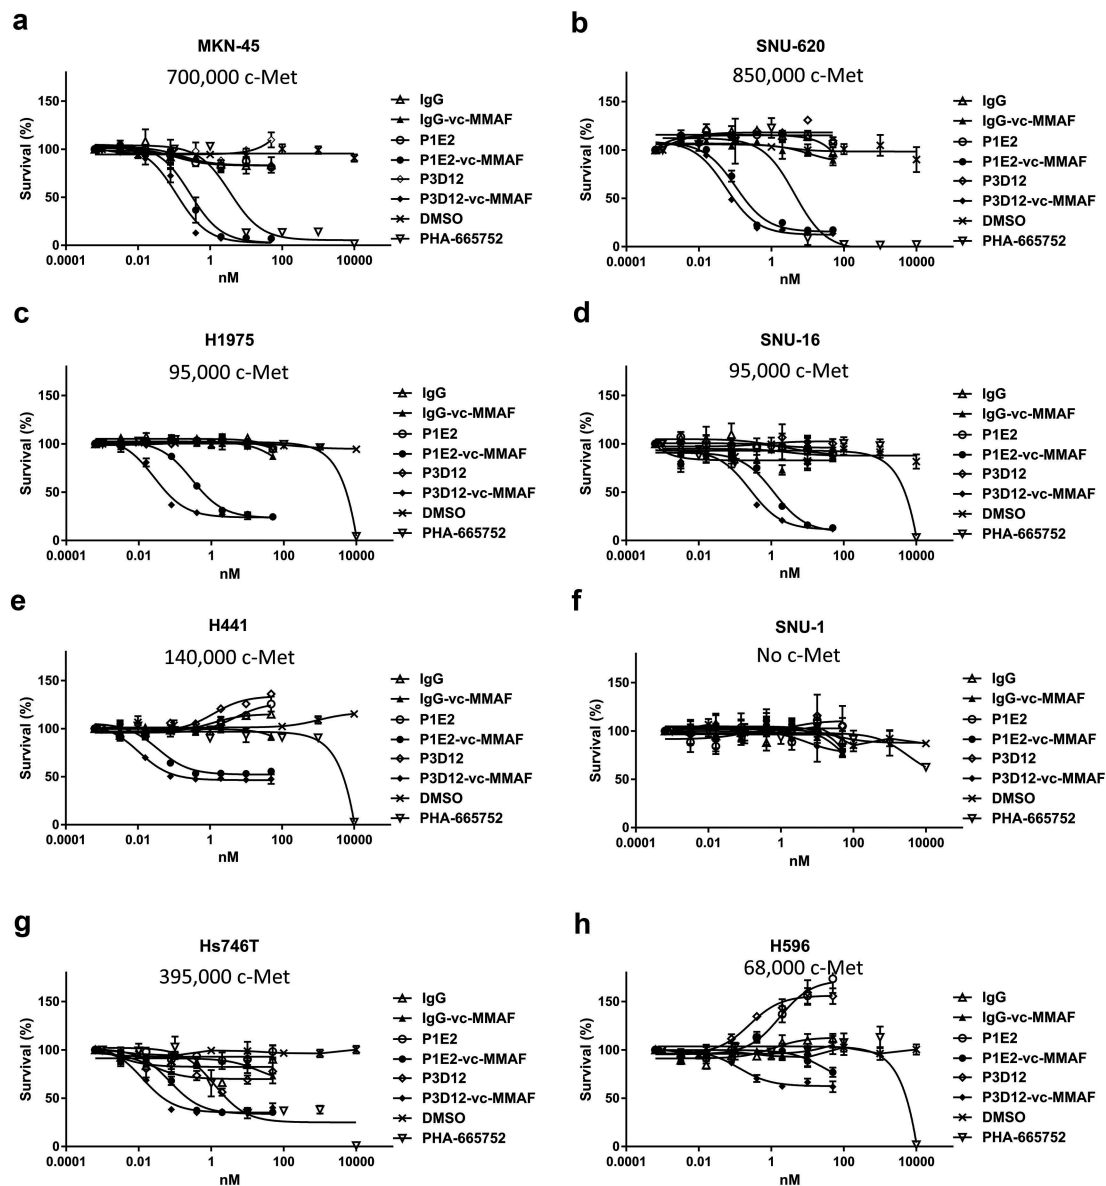 a
MKN-45
700,000 c-Met
Survival (%)
150
100
50
0
0.0001 0.01 1 100 10000
nM
IgG
IgG-vc-MMAF
P1E2
P1E2-vc-MMAF
P3D12
P3D12-vc-MMAF
DMSO
PHA-665752
b
SNU-620
850,000 c-Met
Survival (%)
150
100
50
0
0.0001 0.01 1 100 10000
nM
IgG
IgG-vc-MMAF
P1E2
P1E2-vc-MMAF
P3D12
P3D12-vc-MMAF
DMSO
PHA-665752
c
H1975
95,000 c-Met
Survival (%)
150
100
50
0
0.0001 0.01 1 100 10000
nM
IgG
IgG-vc-MMAF
P1E2
P1E2-vc-MMAF
P3D12
P3D12-vc-MMAF
DMSO
PHA-665752
d
SNU-16
95,000 c-Met
Survival (%)
150
100
50
0
0.0001 0.01 1 100 10000
nM
IgG
IgG-vc-MMAF
P1E2
P1E2-vc-MMAF
P3D12
P3D12-vc-MMAF
DMSO
PHA-665752
e
H441
140,000 c-Met
Survival (%)
150
100
50
0
0.0001 0.01 1 100 10000
nM
IgG
IgG-vc-MMAF
P1E2
P1E2-vc-MMAF
P3D12
P3D12-vc-MMAF
DMSO
PHA-665752
f
SNU-1
No c-Met
Survival (%)
150
100
50
0
0.0001 0.01 1 100 10000
nM
IgG
IgG-vc-MMAF
P1E2
P1E2-vc-MMAF
P3D12
P3D12-vc-MMAF
DMSO
PHA-665752
g
Hs746T
395,000 c-Met
Survival (%)
150
100
50
0
0.0001 0.01 1 100 10000
nM
IgG
IgG-vc-MMAF
P1E2
P1E2-vc-MMAF
P3D12
P3D12-vc-MMAF
DMSO
PHA-665752
h
H596
68,000 c-Met
Survival (%)
150
100
50
0
0.0001 0.01 1 100 10000
nM
IgG
IgG-vc-MMAF
P1E2
P1E2-vc-MMAF
P3D12
P3D12-vc-MMAF
DMSO
PHA-665752